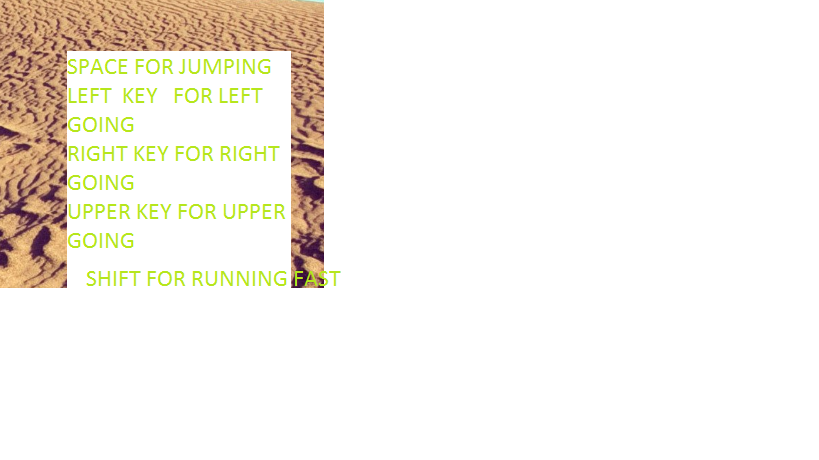 SPACE FOR JUMPING
LEFT KEY FOR LEFT
GOING
RIGHT KEY FOR RIGHT
GOING
UPPER KEY FOR UPPER
GOING
SHIFT FOR RUNNING FAST